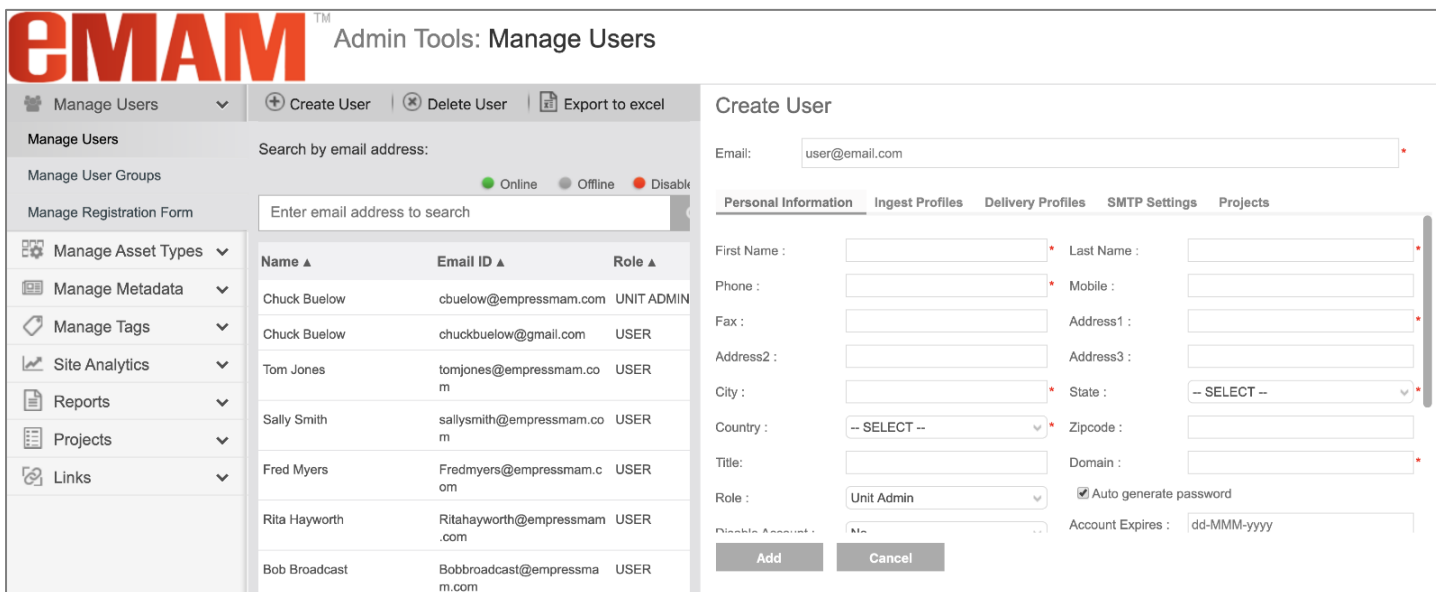 eMAM™
Admin Tools: Manage Users
Manage Users
Manage Users
Manage User Groups
Manage Registration Form
Manage Asset Types
Manage Metadata
Manage Tags
Site Analytics
Reports
Projects
Links
Create User Delete User Export to excel
Search by email address:
Online Offline Disable
Enter email address to search
Name ▲ Email ID ▲ Role ▲
Chuck Buelow cbuelow@empressmam.com UNIT ADMIN
Chuck Buelow chuckbuelow@gmail.com USER
Tom Jones tomjones@empressmam.co USER
m
Sally Smith sallysmith@empressmam.co USER
m
Fred Myers Fredmyers@empressmam.c USER
om
Rita Hayworth Ritahayworth@empressmam USER
.com
Bob Broadcast Bobbroadcast@empressma USER
m.com
Create User
Email: user@email.com *
Personal Information Ingest Profiles Delivery Profiles SMTP Settings Projects
First Name : * Last Name : *
Phone : * Mobile :
Fax : Address1 : *
Address2 : Address3 :
City : * State : -- SELECT -- *
Country : -- SELECT -- * Zipcode :
Title: Domain : *
Role : Unit Admin Auto generate password
Disable Account : No Account Expires : dd-MMM-yyyy
Add Cancel